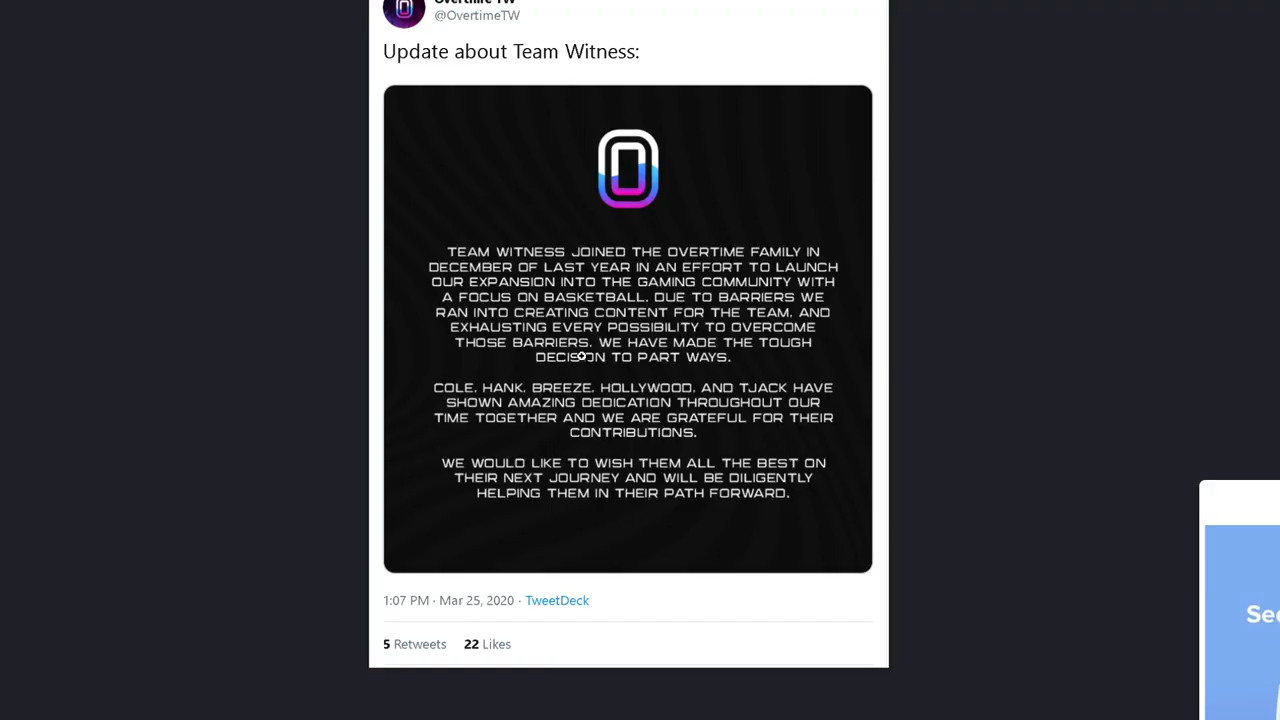 Overtime TW
@OvertimeTW
Update about Team Witness:
TEAM WITNESS JOINED THE OVERTIME FAMILY IN
DECEMBER OF LAST YEAR IN AN EFFORT TO LAUNCH
OUR EXPANSION INTO THE GAMING COMMUNITY WITH
A FOCUS ON BASKETBALL. DUE TO BARRIERS WE
RAN INTO CREATING CONTENT FOR THE TEAM, AND
EXHAUSTING EVERY POSSIBILITY TO OVERCOME
THOSE BARRIERS, WE HAVE MADE THE TOUGH
DECISION TO PART WAYS.
COLE, HANK, BREEZE, HOLLYWOOD, AND TJACK HAVE
SHOWN AMAZING DEDICATION THROUGHOUT OUR
TIME TOGETHER AND WE ARE GRATEFUL FOR THEIR
CONTRIBUTIONS.
WE WOULD LIKE TO WISH THEM ALL THE BEST ON
THEIR NEXT JOURNEY AND WILL BE DILIGENTLY
HELPING THEM IN THEIR PATH FORWARD.
1:07 PM · Mar 25, 2020 · TweetDeck
5 Retweets 22 Likes